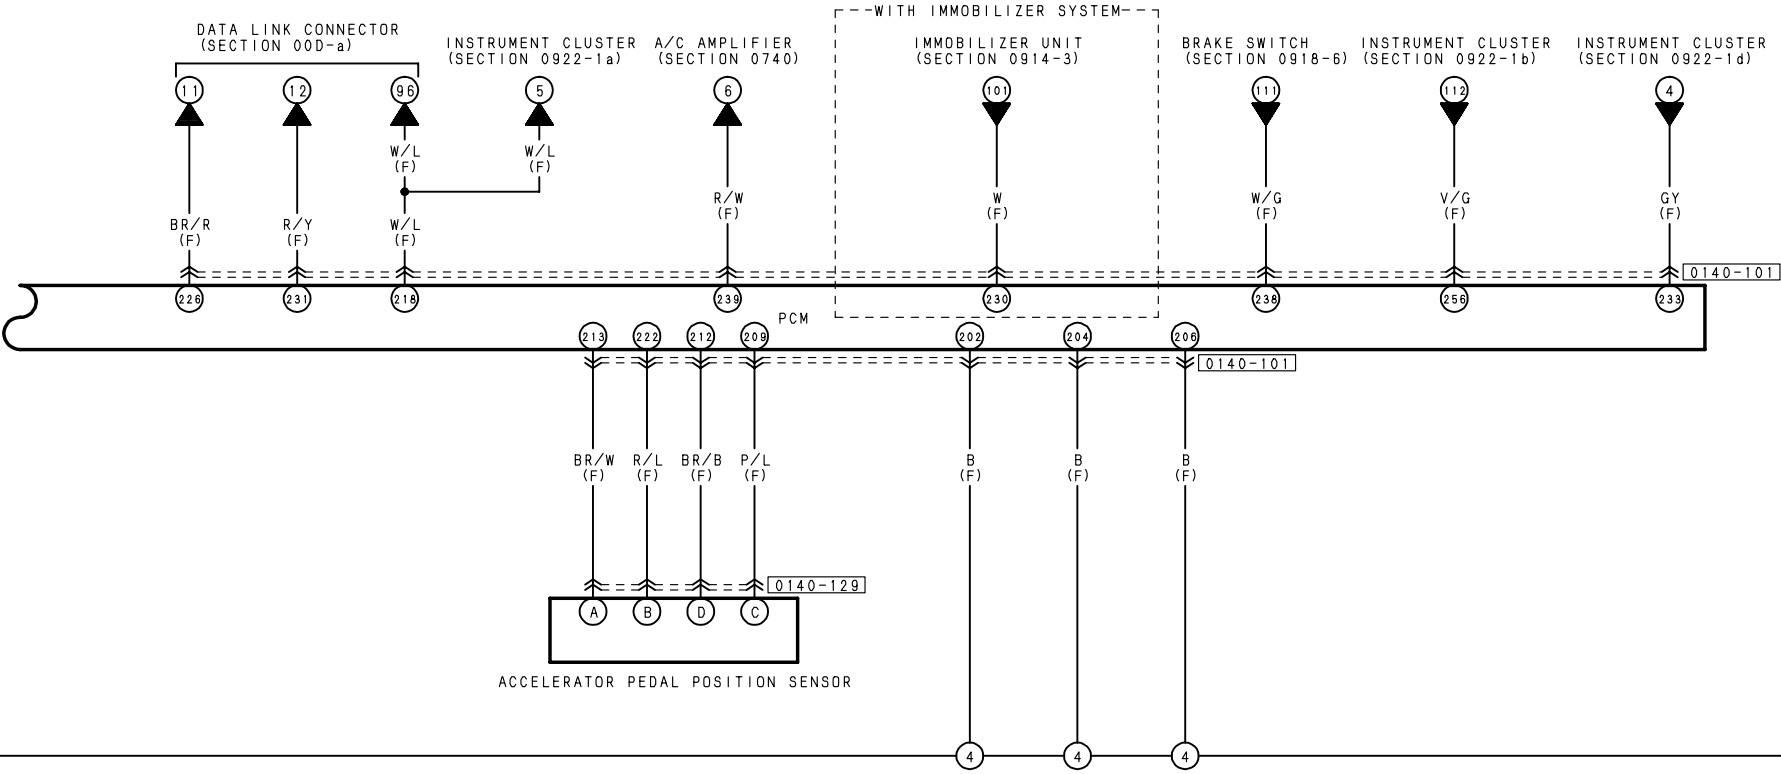 WITH IMMOBILIZER SYSTEM
DATA LINK CONNECTOR
(SECTION 00D-a)
INSTRUMENT CLUSTER
(SECTION 0922-1a)
A/C AMPLIFIER
(SECTION 0740)
IMMOBILIZER UNIT
(SECTION 0914-3)
BRAKE SWITCH
(SECTION 0918-6)
INSTRUMENT CLUSTER
(SECTION 0922-1b)
INSTRUMENT CLUSTER
(SECTION 0922-1d)
11 12 96 5 6 101 111 112 4
W/L
(F)
W/L
(F)
BR/R
(F)
R/Y
(F)
W/L
(F)
R/W
(F)
W
(F)
W/G
(F)
V/G
(F)
GY
(F)
0140-101
226 231 218 239 230 238 256 233
PCM
213 222 212 209 202 204 206
0140-101
BR/W
(F)
R/L
(F)
BR/B
(F)
P/L
(F)
B
(F)
B
(F)
B
(F)
0140-129
A B D C
ACCELERATOR PEDAL POSITION SENSOR
4 4 4